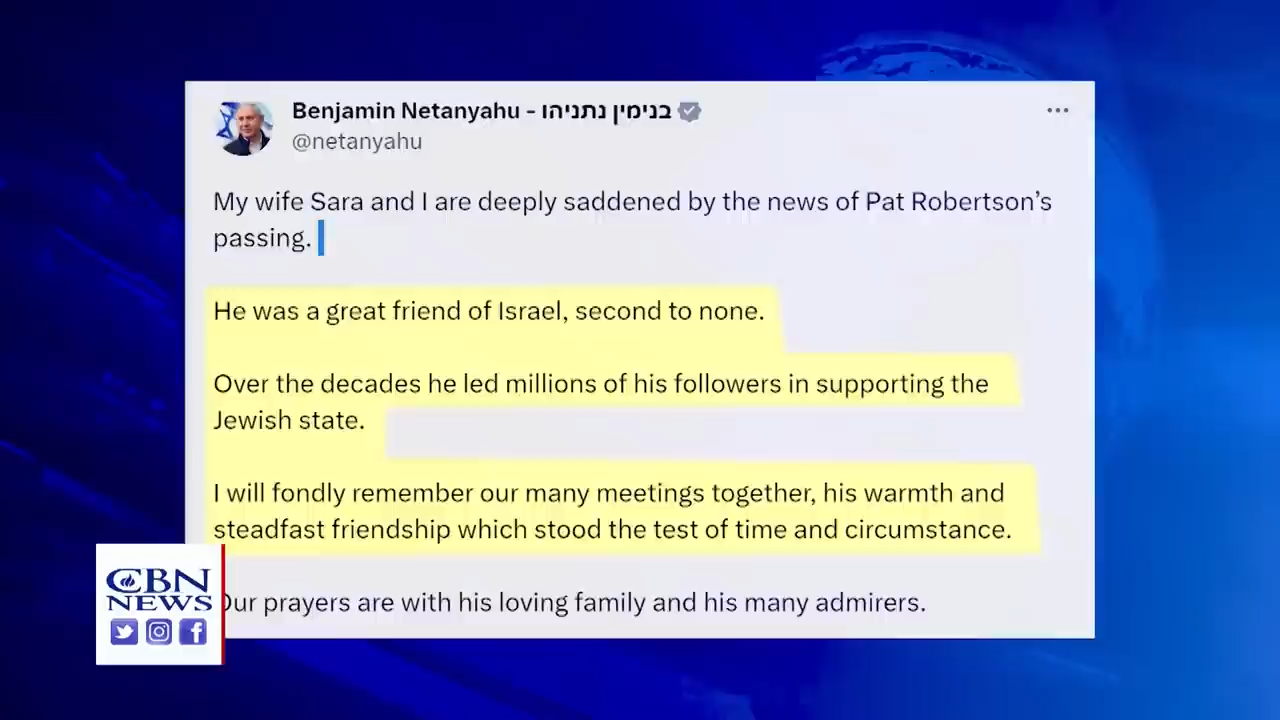 Benjamin Netanyahu - בנימין נתניהו
@netanyahu
My wife Sara and I are deeply saddened by the news of Pat Robertson’s
passing.
He was a great friend of Israel, second to none.
Over the decades he led millions of his followers in supporting the
Jewish state.
I will fondly remember our many meetings together, his warmth and
steadfast friendship which stood the test of time and circumstance.
Our prayers are with his loving family and his many admirers.
CBN
NEWS